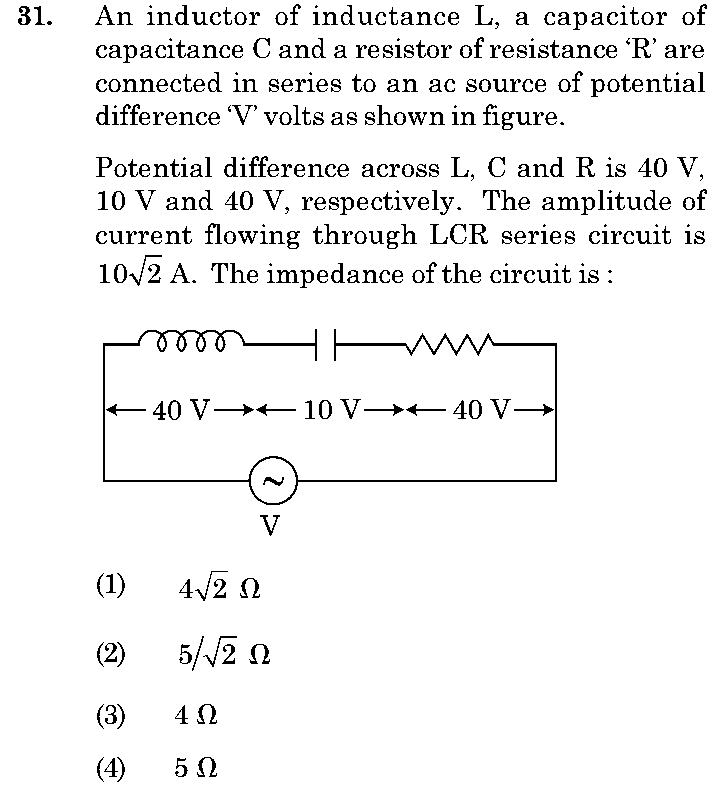 31. An inductor of inductance L, a capacitor of
capacitance C and a resistor of resistance ‘R’ are
connected in series to an ac source of potential
difference ‘V’ volts as shown in figure.
Potential difference across L, C and R is 40 V,
10 V and 40 V, respectively. The amplitude of
current flowing through LCR series circuit is
10√2 A. The impedance of the circuit is :
40 V 10 V 40 V
~
V
(1) 4√2 Ω
(2) 5/√2 Ω
(3) 4 Ω
(4) 5 Ω